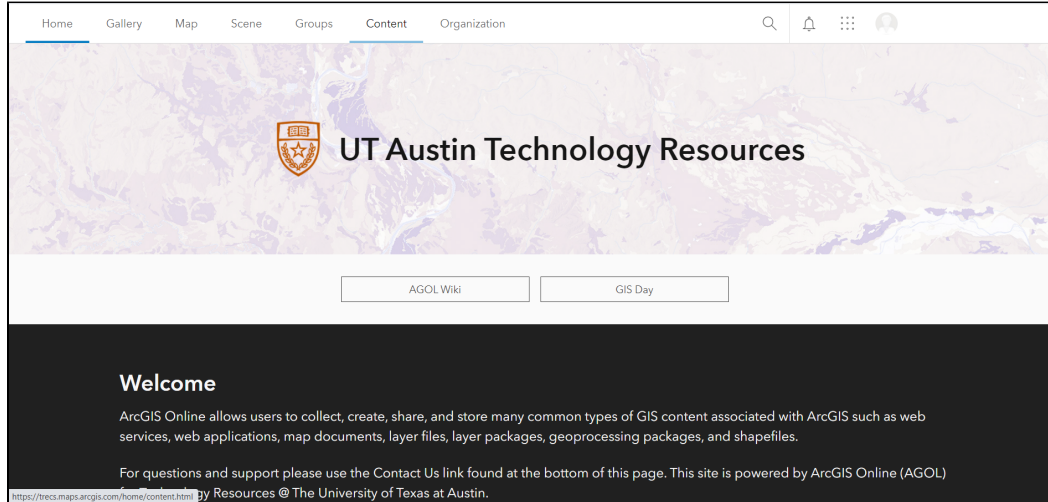 Home Gallery Map Scene Groups Content Organization
UT Austin Technology Resources
AGOL Wiki GIS Day
Welcome
ArcGIS Online allows users to collect, create, share, and store many common types of GIS content associated with ArcGIS such as web
services, web applications, map documents, layer files, layer packages, geoprocessing packages, and shapefiles.
For questions and support please use the Contact Us link found at the bottom of this page. This site is powered by ArcGIS Online (AGOL)
gy Resources @ The University of Texas at Austin.
https://trecs.maps.arcgis.com/home/content.html